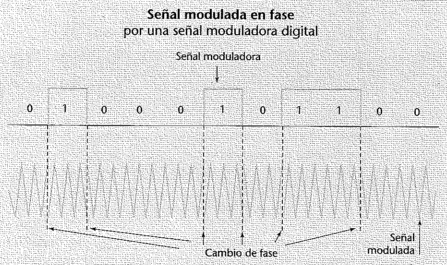 Señal modulada en fase
por una señal moduladora digital
Señal moduladora
0 1 0 0 0 1 0 1 1 0 0
Cambio de fase
Señal
modulada